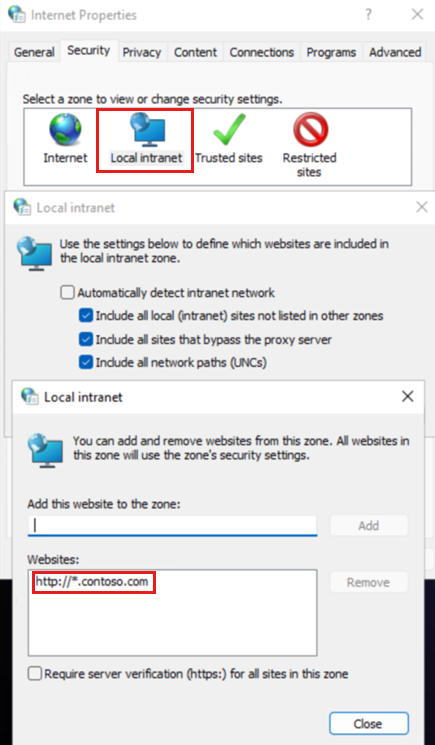 Internet Properties
General Security Privacy Content Connections Programs Advanced
Select a zone to view or change security settings.
Internet Local intranet Trusted sites Restricted
sites
Local intranet
Use the settings below to define which websites are included in
the local intranet zone.
Automatically detect intranet network
Include all local (intranet) sites not listed in other zones
Include all sites that bypass the proxy server
Include all network paths (UNCs)
Local intranet
You can add and remove websites from this zone. All websites in
this zone will use the zone's security settings.
Add this website to the zone:
Add
Websites:
http://*.contoso.com
Remove
Require server verification (https:) for all sites in this zone
Close